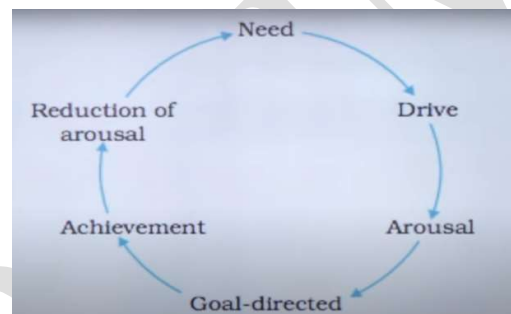 Need
Drive
Arousal
Goal-directed
Achievement
Reduction of
arousal